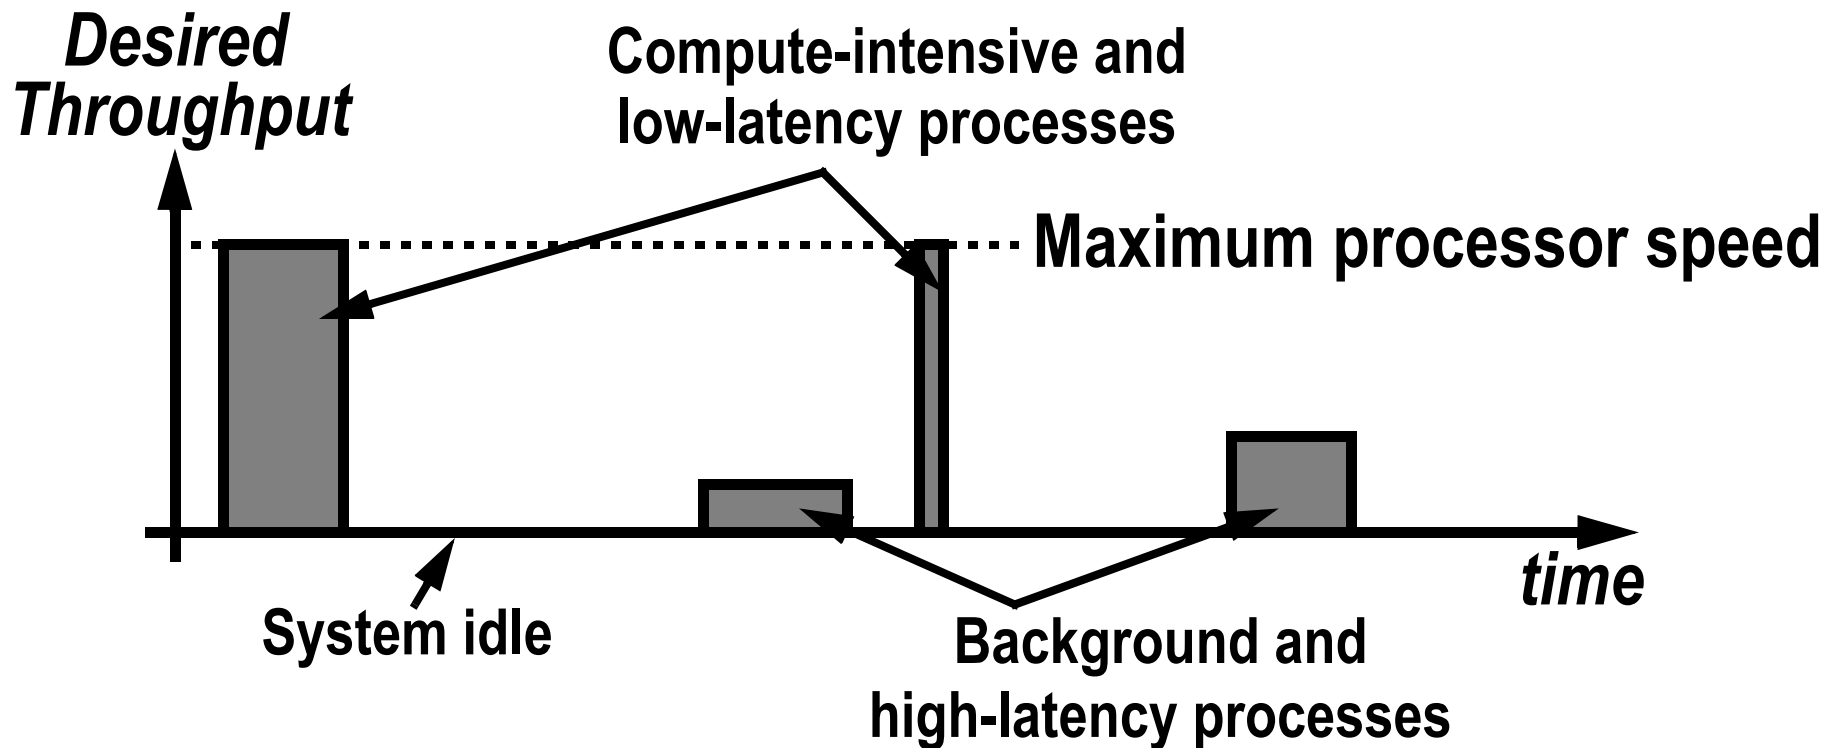 Desired
Throughput
Compute-intensive and
low-latency processes
Maximum processor speed
time
System idle
Background and
high-latency processes